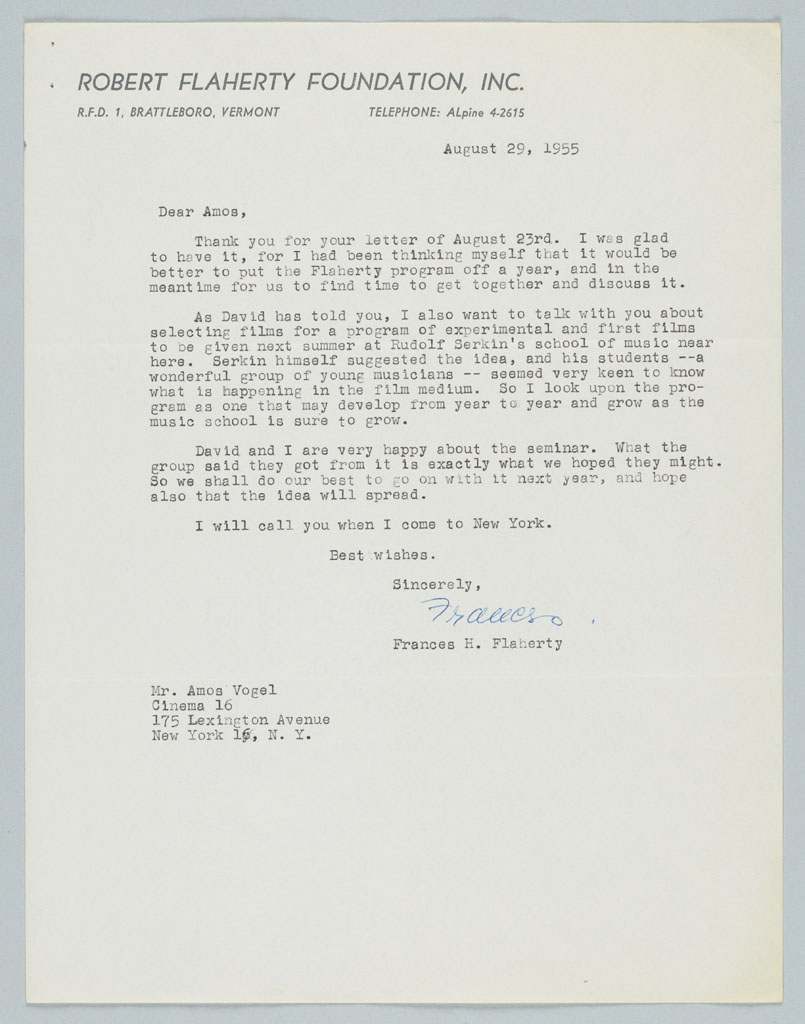 ROBERT FLAHERTY FOUNDATION, INC.
R.F.D. 1, BRATTLEBORO, VERMONT TELEPHONE: ALpine 4-2615
August 29, 1955
Dear Amos,
Thank you for your letter of August 23rd. I was glad
to have it, for I had been thinking myself that it would be
better to put the Flaherty program off a year, and in the
meantime for us to find time to get together and discuss it.
As David has told you, I also want to talk with you about
selecting films for a program of experimental and first films
to be given next summer at Rudolf Serkin's school of music near
here. Serkin himself suggested the idea, and his students --a
wonderful group of young musicians -- seemed very keen to know
what is happening in the film medium. So I look upon the pro-
gram as one that may develop from year to year and grow as the
music school is sure to grow.
David and I are very happy about the seminar. What the
group said they got from it is exactly what we hoped they might.
So we shall do our best to go on with it next year, and hope
also that the idea will spread.
I will call you when I come to New York.
Best wishes.
Sincerely,
Frances
Frances H. Flaherty
Mr. Amos Vogel
Cinema 16
175 Lexington Avenue
New York 16, N. Y.